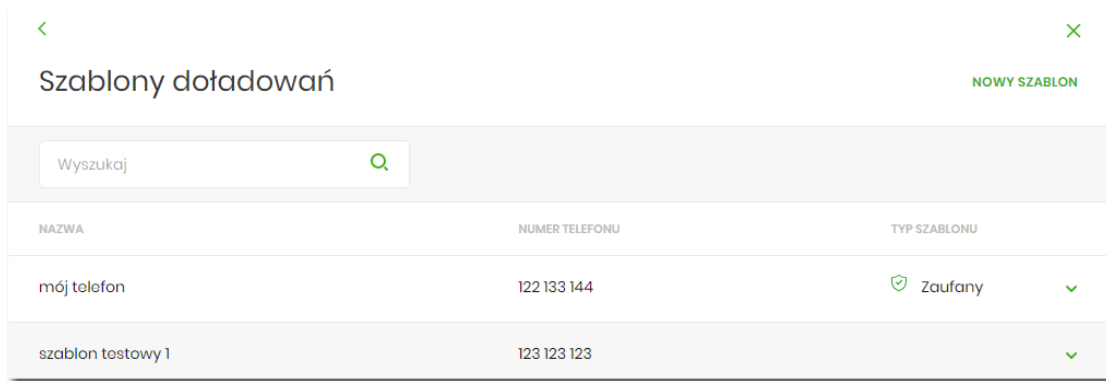 Szablony doładowań
NOWY SZABLON
Wyszukaj
NAZWA NUMER TELEFONU TYP SZABLONU
mój telefon 122 133 144 Zaufany
szablon testowy 1 123 123 123